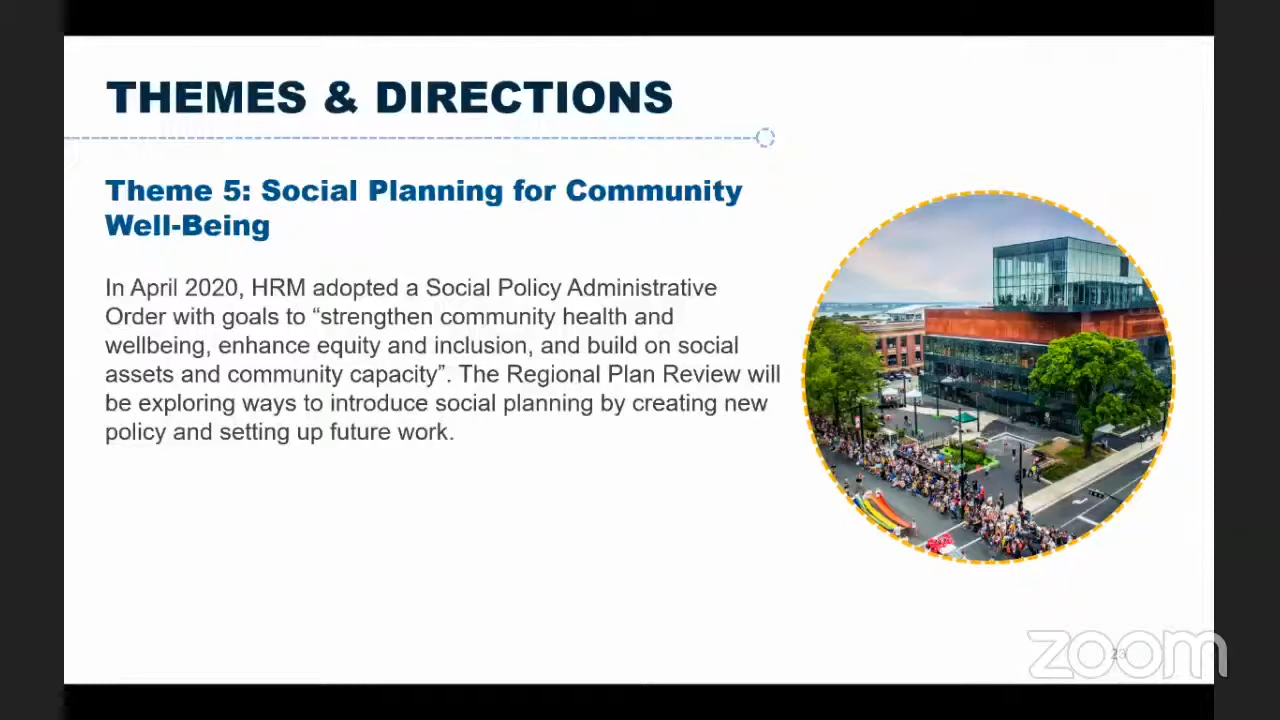 THEMES & DIRECTIONS
Theme 5: Social Planning for Community
Well-Being
In April 2020, HRM adopted a Social Policy Administrative
Order with goals to “strengthen community health and
wellbeing, enhance equity and inclusion, and build on social
assets and community capacity”. The Regional Plan Review will
be exploring ways to introduce social planning by creating new
policy and setting up future work.
23
zoom